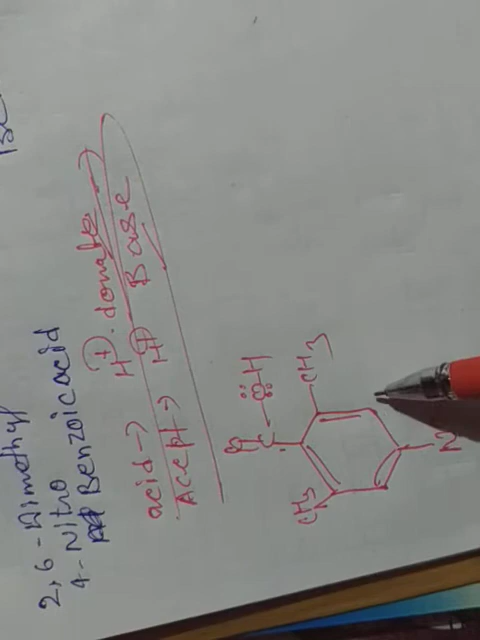 2,6-Dimethyl
4-Nitro
Benzoic acid
acid → H⊕ donate
Accept → H⊕ Base
O
C-O-H
CH3
CH3
N